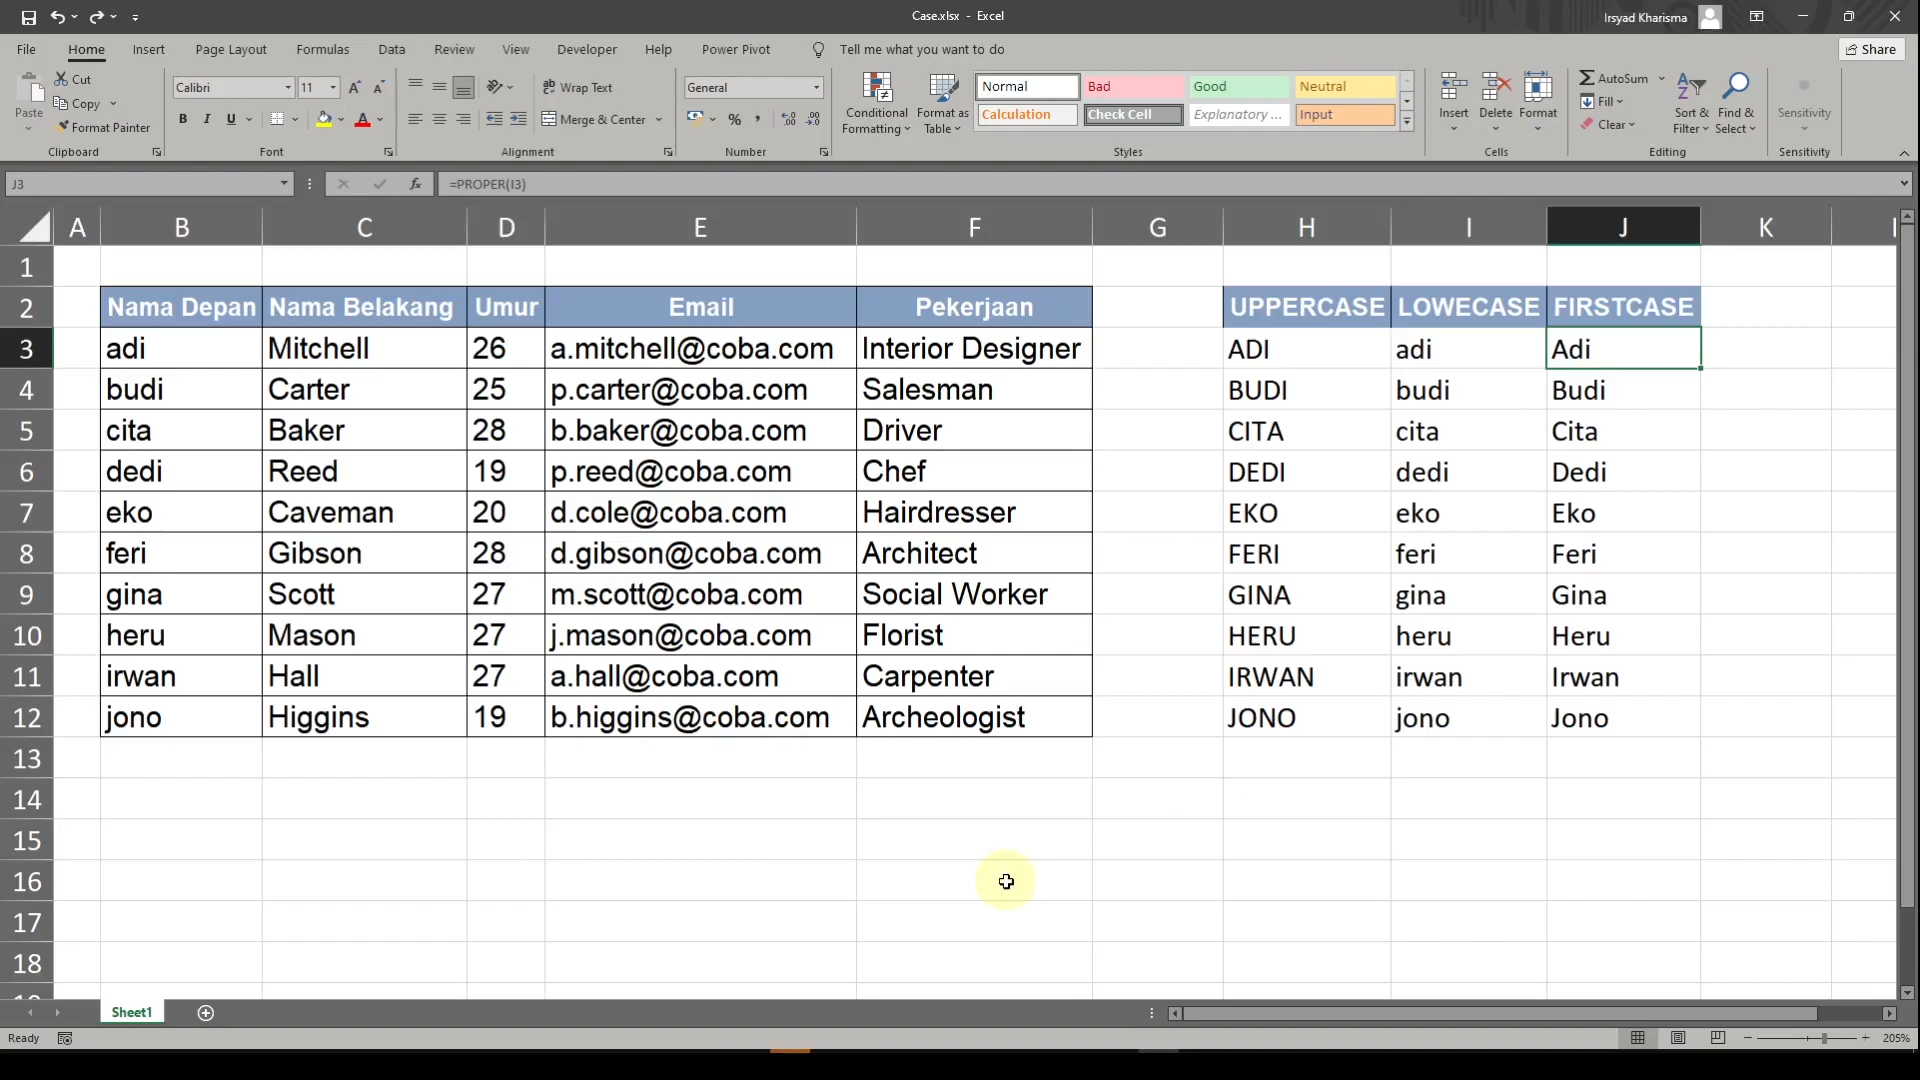 Case.xlsx - Excel
Irsyad Kharisma
File Home Insert Page Layout Formulas Data Review View Developer Help Power Pivot Tell me what you want to do Share
Paste
Cut
Copy
Format Painter
Clipboard
Calibri 11
B I U
Font
Wrap Text
Merge & Center
Alignment
General
%
Number
Conditional Formatting
Format as Table
Normal Bad Good Neutral
Calculation Check Cell Explanatory ... Input
Styles
Insert Delete Format
Cells
AutoSum
Fill
Clear
Sort & Filter
Find & Select
Editing
Sensitivity
Sensitivity
J3 fx =PROPER(I3)
A B C D E F G H I J K
1
2 Nama Depan Nama Belakang Umur Email Pekerjaan UPPERCASE LOWECASE FIRSTCASE
3 adi Mitchell 26 a.mitchell@coba.com Interior Designer ADI adi Adi
4 budi Carter 25 p.carter@coba.com Salesman BUDI budi Budi
5 cita Baker 28 b.baker@coba.com Driver CITA cita Cita
6 dedi Reed 19 p.reed@coba.com Chef DEDI dedi Dedi
7 eko Caveman 20 d.cole@coba.com Hairdresser EKO eko Eko
8 feri Gibson 28 d.gibson@coba.com Architect FERI feri Feri
9 gina Scott 27 m.scott@coba.com Social Worker GINA gina Gina
10 heru Mason 27 j.mason@coba.com Florist HERU heru Heru
11 irwan Hall 27 a.hall@coba.com Carpenter IRWAN irwan Irwan
12 jono Higgins 19 b.higgins@coba.com Archeologist JONO jono Jono
13
14
15
16
17
18
Sheet1
Ready
205%